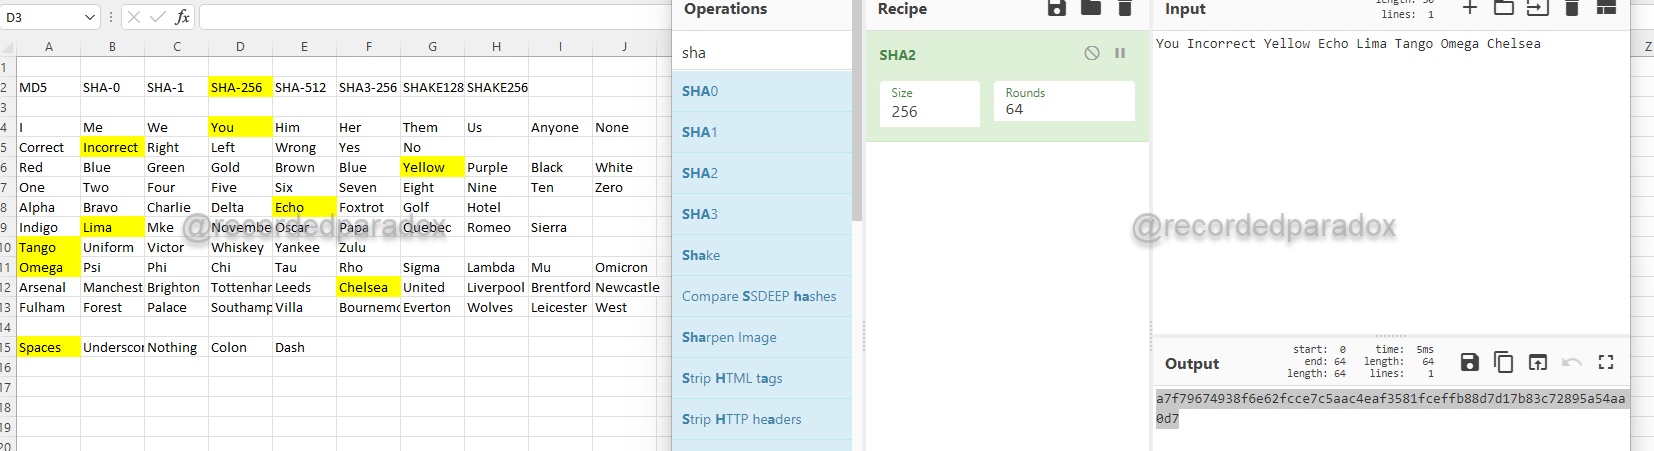 D3
fx
A B C D E F G H I J
Z
1
2 MD5 SHA-0 SHA-1 SHA-256 SHA-512 SHA3-256 SHAKE128 SHAKE256
3
4 I Me We You Him Her Them Us Anyone None
5 Correct Incorrect Right Left Wrong Yes No
6 Red Blue Green Gold Brown Blue Yellow Purple Black White
7 One Two Four Five Six Seven Eight Nine Ten Zero
8 Alpha Bravo Charlie Delta Echo Foxtrot Golf Hotel
9 Indigo Lima Mke Novembe Oscar Papa Quebec Romeo Sierra
10 Tango Uniform Victor Whiskey Yankee Zulu
11 Omega Psi Phi Chi Tau Rho Sigma Lambda Mu Omicron
12 Arsenal Manchest Brighton Tottenhar Leeds Chelsea United Liverpool Brentford Newcastle
13 Fulham Forest Palace Southamp Villa Bournemo Everton Wolves Leicester West
14
15 Spaces Underscor Nothing Colon Dash
16
17
18
19
20
@recordedparadox
Operations
sha
SHA0
SHA1
SHA2
SHA3
Shake
Compare SSDEEP hashes
Sharpen Image
Strip HTML tags
Strip HTTP headers
Recipe
SHA2
Size
256
Rounds
64
Input
lines: 1
You Incorrect Yellow Echo Lima Tango Omega Chelsea
@recordedparadox
Output
start: 0 time: 5ms
end: 64 length: 64
length: 64 lines: 1
a7f79674938f6e62fcce7c5aac4eaf3581fceffb88d7d17b83c72895a54aa
0d7